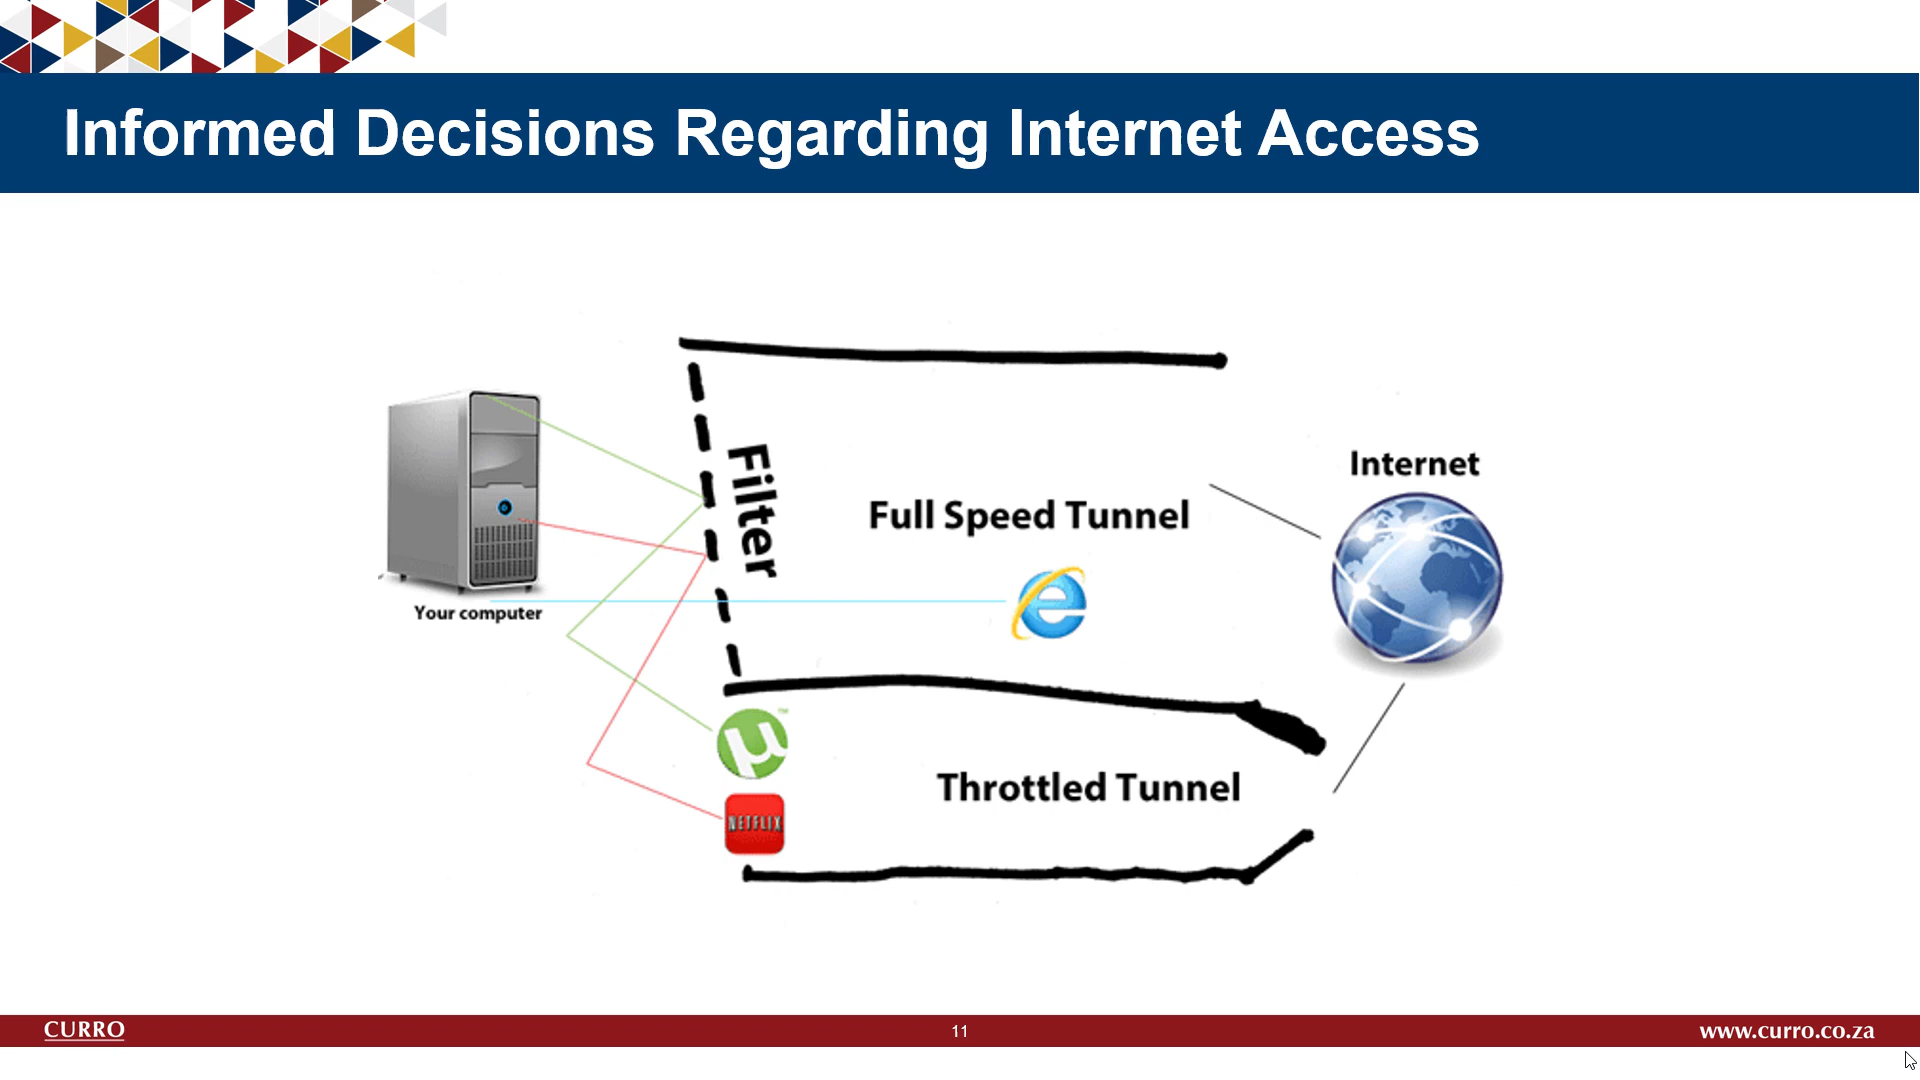 Informed Decisions Regarding Internet Access
Filter
Full Speed Tunnel
Internet
Your computer
µ
™
NETFLIX
Throttled Tunnel
CURRO
11
www.curro.co.za